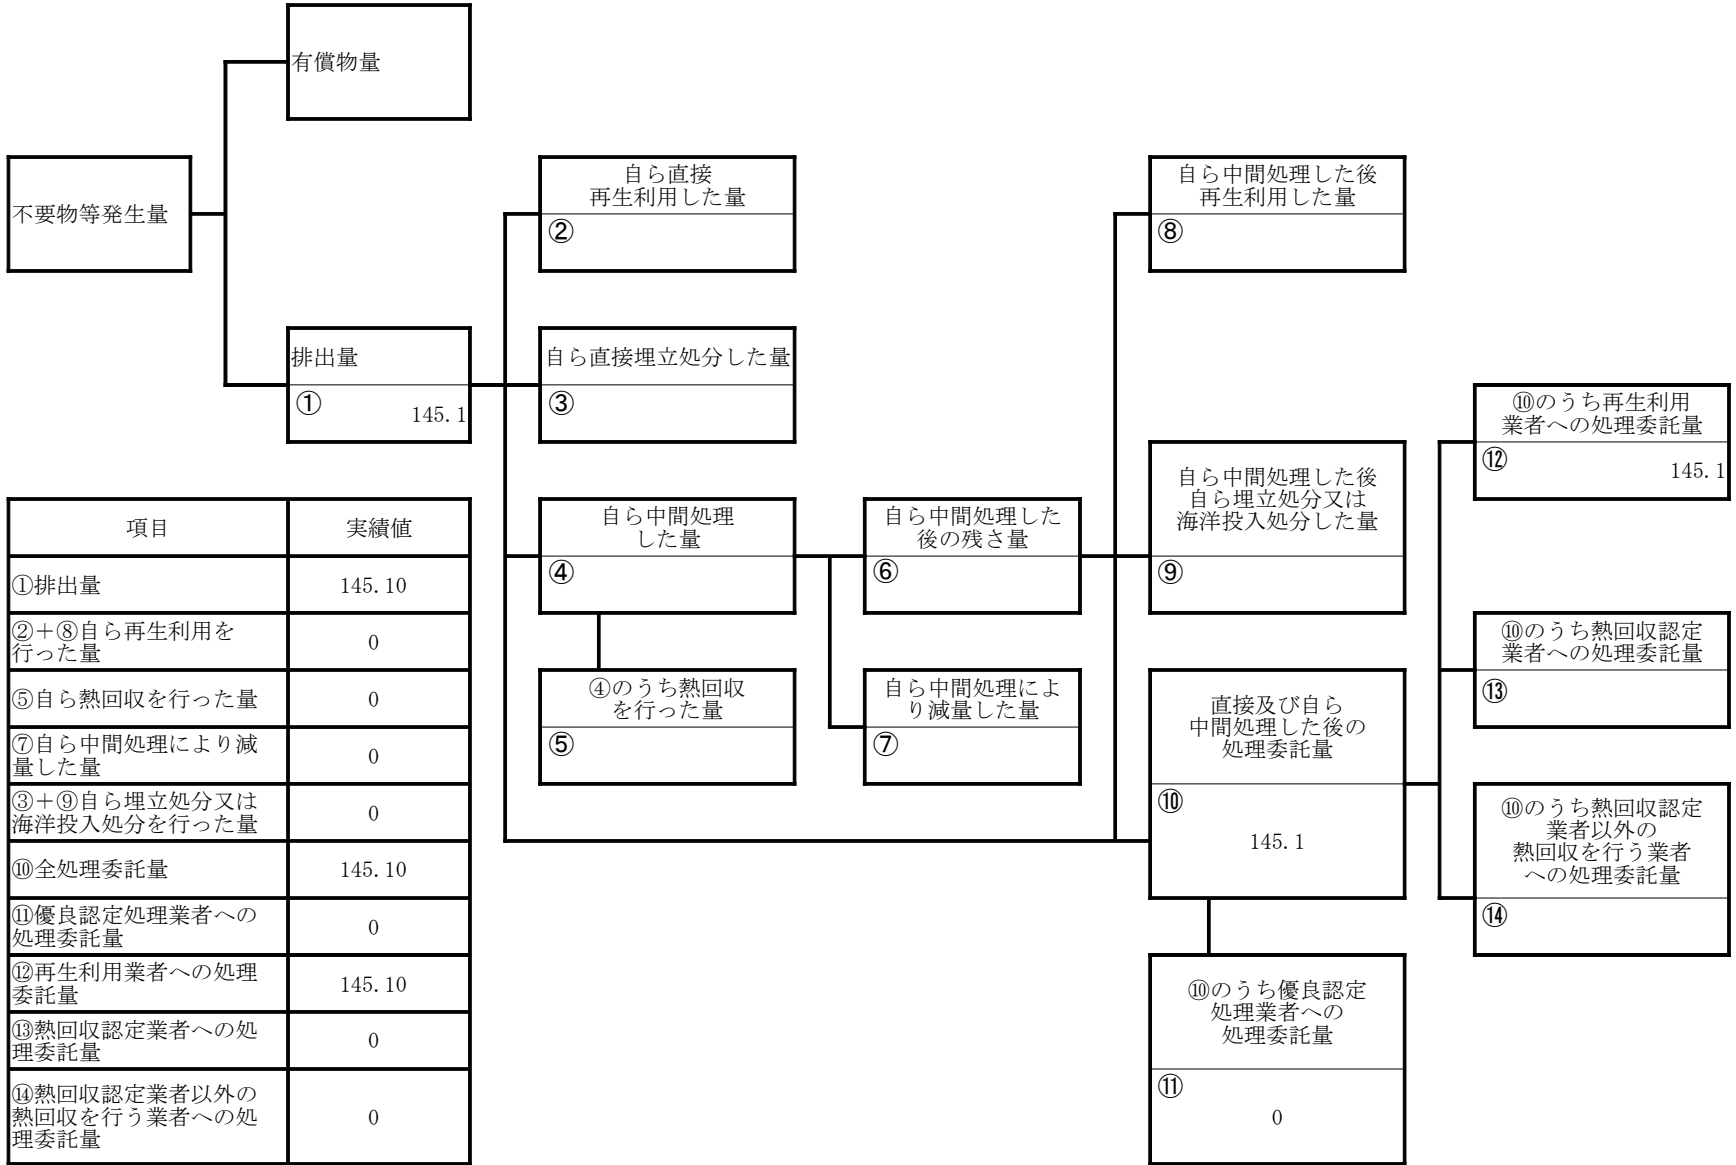 有償物量
不要物等発生量
自ら直接
再生利用した量
②
自ら中間処理した後
再生利用した量
⑧
排出量
① 145.1
自ら直接埋立処分した量
③
⑩のうち再生利用
業者への処理委託量
⑫ 145.1
自ら中間処理
した量
④
自ら中間処理した
後の残さ量
⑥
自ら中間処理した後
自ら埋立処分又は
海洋投入処分した量
⑨
⑩のうち熱回収認定
業者への処理委託量
⑬
④のうち熱回収
を行った量
⑤
自ら中間処理によ
り減量した量
⑦
直接及び自ら
中間処理した後の
処理委託量
⑩
145.1
⑩のうち熱回収認定
業者以外の
熱回収を行う業者
への処理委託量
⑭
⑩のうち優良認定
処理業者への
処理委託量
⑪
0
項目 実績値
①排出量 145.10
②＋⑧自ら再生利用を
行った量 0
⑤自ら熱回収を行った量 0
⑦自ら中間処理により減
量した量 0
③＋⑨自ら埋立処分又は
海洋投入処分を行った量 0
⑩全処理委託量 145.10
⑪優良認定処理業者への
処理委託量 0
⑫再生利用業者への処理
委託量 145.10
⑬熱回収認定業者への処
理委託量 0
⑭熱回収認定業者以外の
熱回収を行う業者への処
理委託量 0